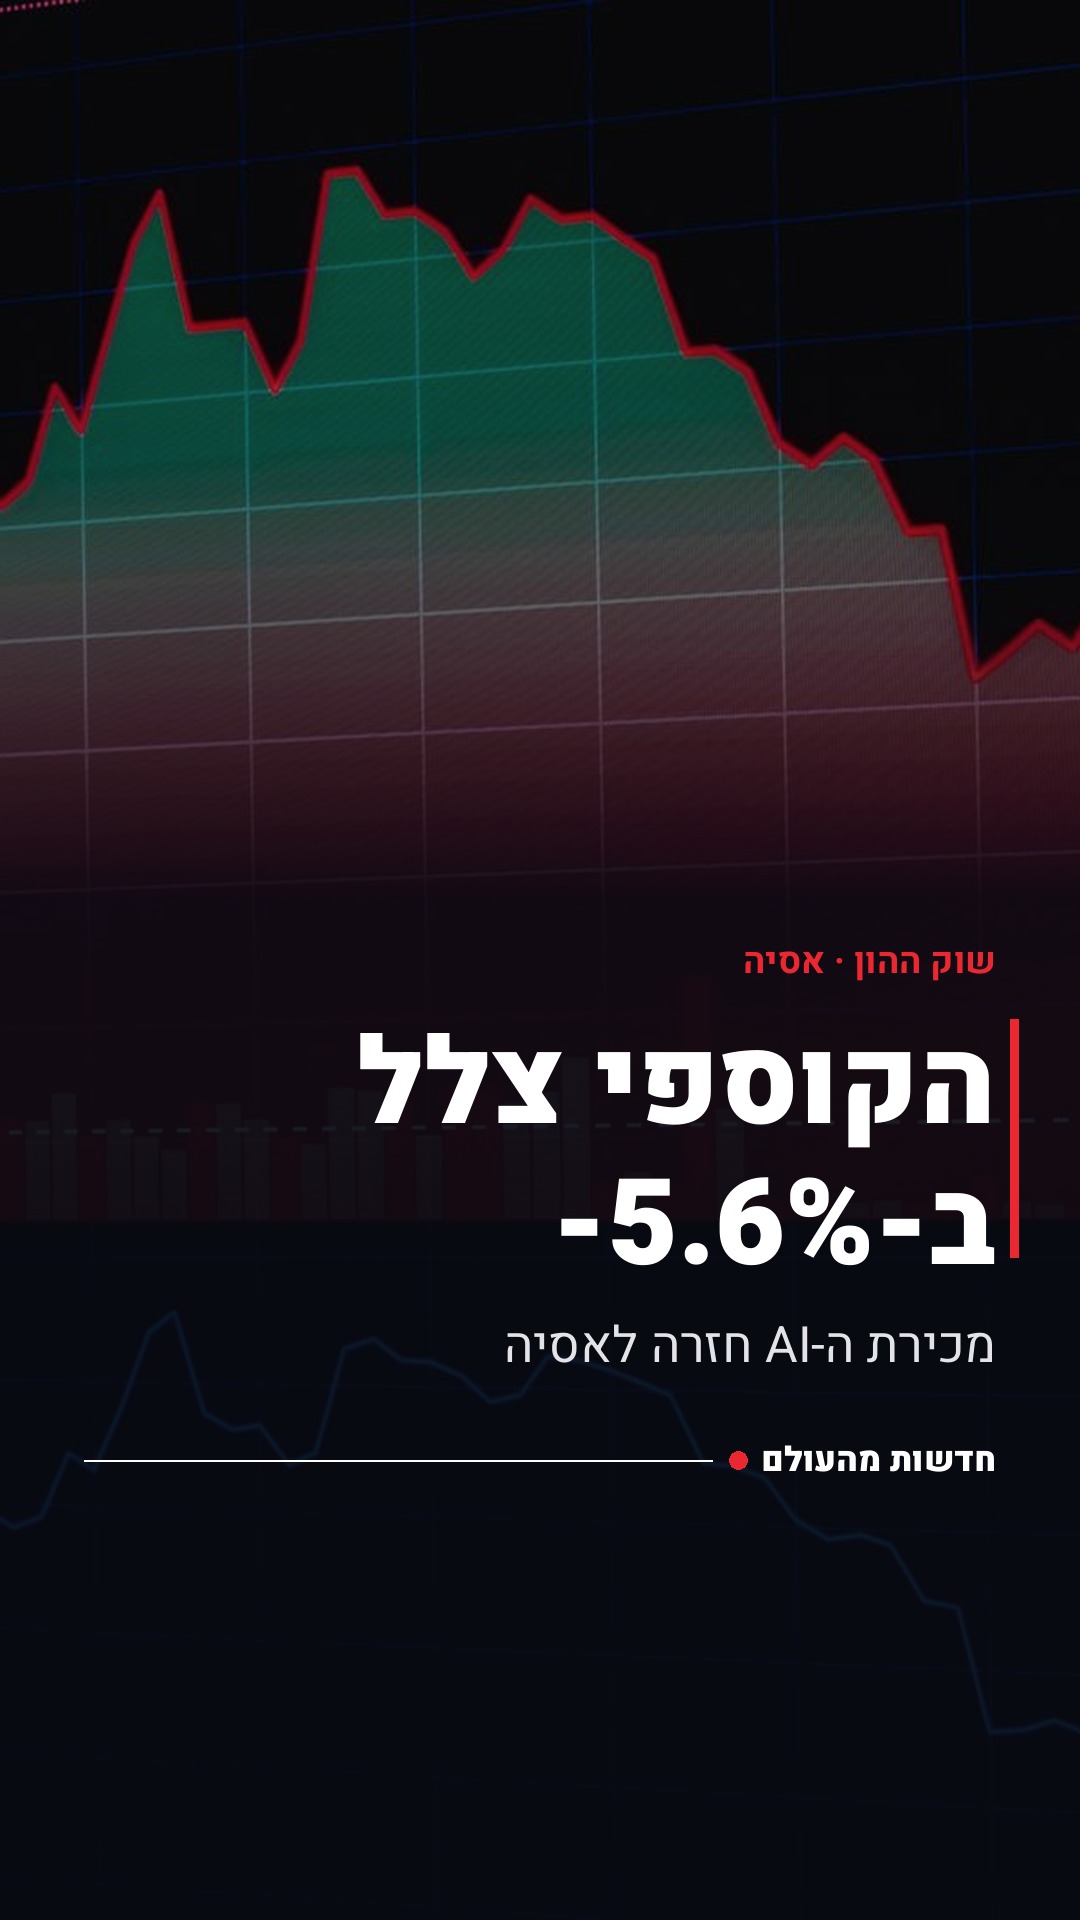 שוק ההון · אסיה
הקוספי צלל
ב-5.6%-
מכירת ה-AI חזרה לאסיה
חדשות מהעולם